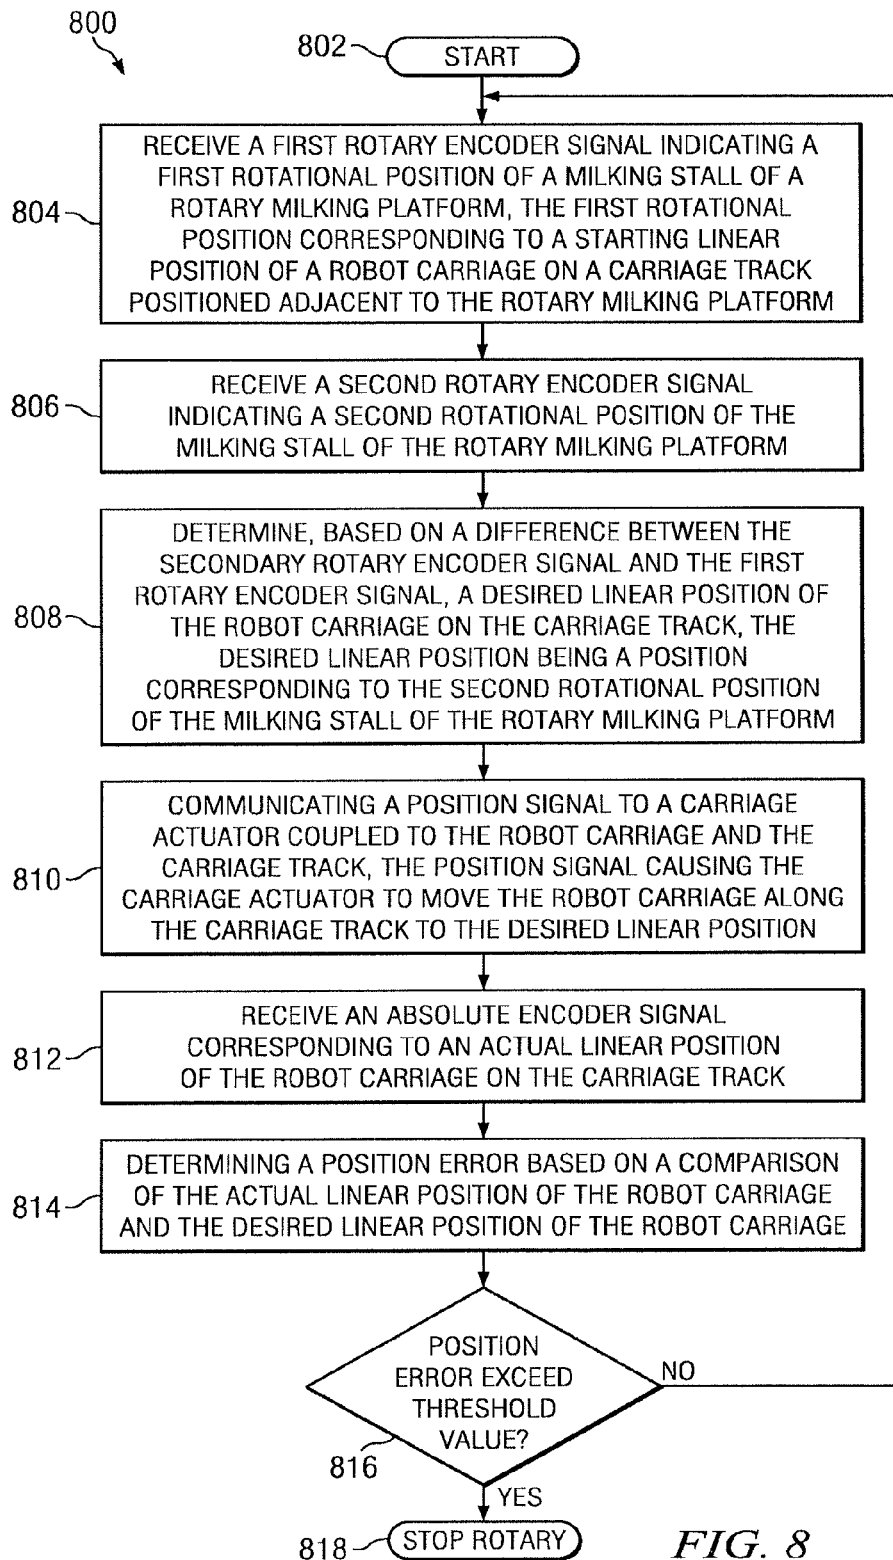 800
802
START
804
RECEIVE A FIRST ROTARY ENCODER SIGNAL INDICATING A
FIRST ROTATIONAL POSITION OF A MILKING STALL OF A
ROTARY MILKING PLATFORM, THE FIRST ROTATIONAL
POSITION CORRESPONDING TO A STARTING LINEAR
POSITION OF A ROBOT CARRIAGE ON A CARRIAGE TRACK
POSITIONED ADJACENT TO THE ROTARY MILKING PLATFORM
806
RECEIVE A SECOND ROTARY ENCODER SIGNAL
INDICATING A SECOND ROTATIONAL POSITION OF THE
MILKING STALL OF THE ROTARY MILKING PLATFORM
808
DETERMINE, BASED ON A DIFFERENCE BETWEEN THE
SECONDARY ROTARY ENCODER SIGNAL AND THE FIRST
ROTARY ENCODER SIGNAL, A DESIRED LINEAR POSITION OF
THE ROBOT CARRIAGE ON THE CARRIAGE TRACK, THE
DESIRED LINEAR POSITION BEING A POSITION
CORRESPONDING TO THE SECOND ROTATIONAL POSITION
OF THE MILKING STALL OF THE ROTARY MILKING PLATFORM
810
COMMUNICATING A POSITION SIGNAL TO A CARRIAGE
ACTUATOR COUPLED TO THE ROBOT CARRIAGE AND THE
CARRIAGE TRACK, THE POSITION SIGNAL CAUSING THE
CARRIAGE ACTUATOR TO MOVE THE ROBOT CARRIAGE ALONG
THE CARRIAGE TRACK TO THE DESIRED LINEAR POSITION
812
RECEIVE AN ABSOLUTE ENCODER SIGNAL
CORRESPONDING TO AN ACTUAL LINEAR POSITION
OF THE ROBOT CARRIAGE ON THE CARRIAGE TRACK
814
DETERMINING A POSITION ERROR BASED ON A COMPARISON
OF THE ACTUAL LINEAR POSITION OF THE ROBOT CARRIAGE
AND THE DESIRED LINEAR POSITION OF THE ROBOT CARRIAGE
POSITION
ERROR EXCEED
THRESHOLD
VALUE?
NO
816
YES
818
STOP ROTARY
FIG. 8